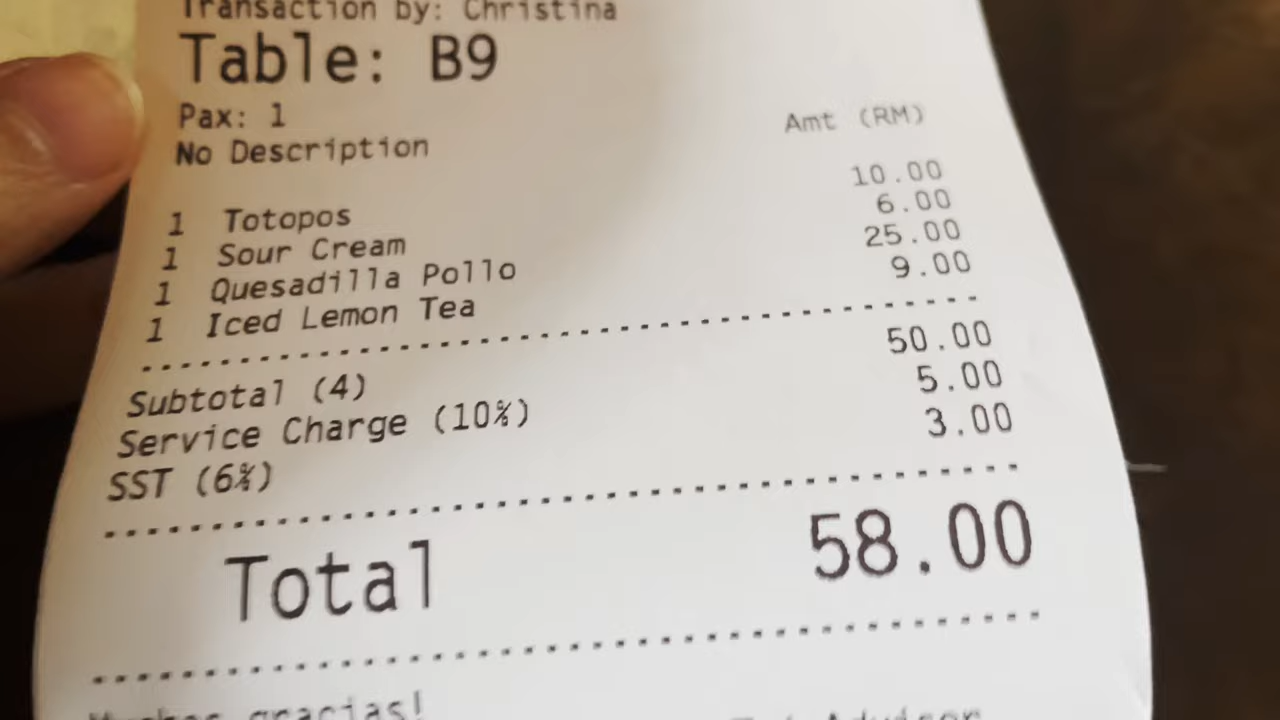 Transaction by: Christina
Table: B9
Pax: 1
No Description Amt (RM)
1 Totopos 10.00
1 Sour Cream 6.00
1 Quesadilla Pollo 25.00
1 Iced Lemon Tea 9.00
Subtotal (4) 50.00
Service Charge (10%) 5.00
SST (6%) 3.00
Total 58.00
gracias!